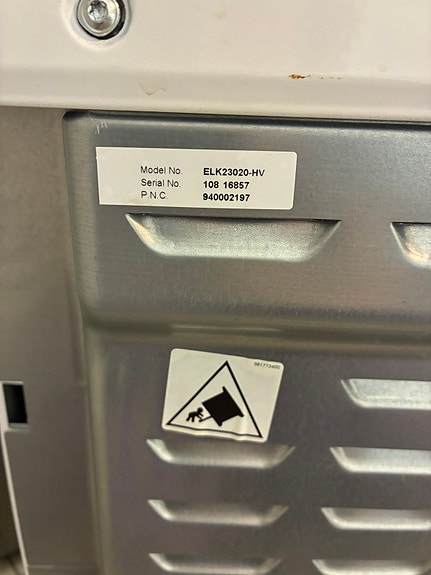 Model No. ELK23020-HV
Serial No. 108 16857
P.N.C 940002197